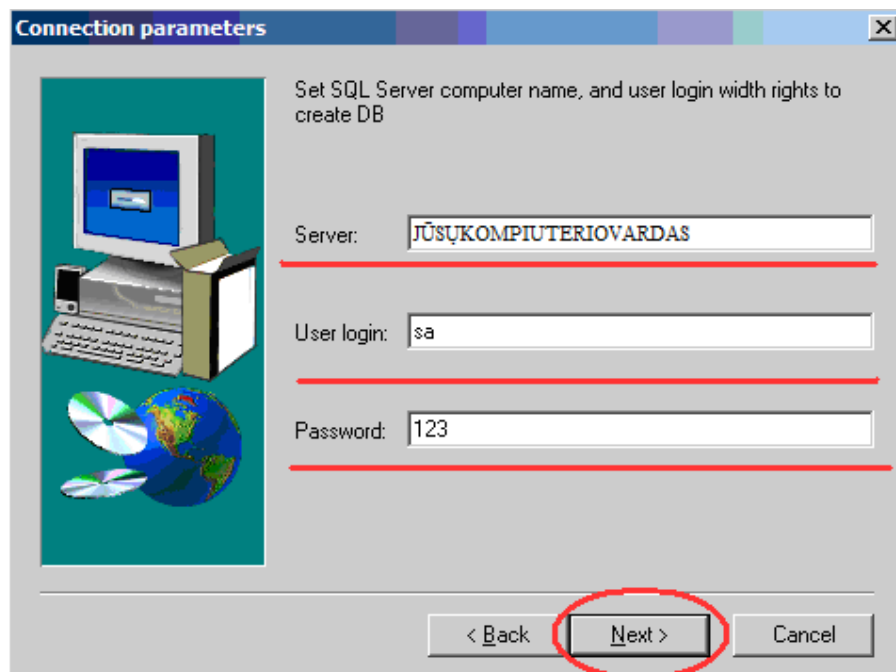 Connection parameters
Set SQL Server computer name, and user login width rights to
create DB
Server: JŪSŲKOMPIUTERIOVARDAS
User login: sa
Password: 123
< Back Next > Cancel